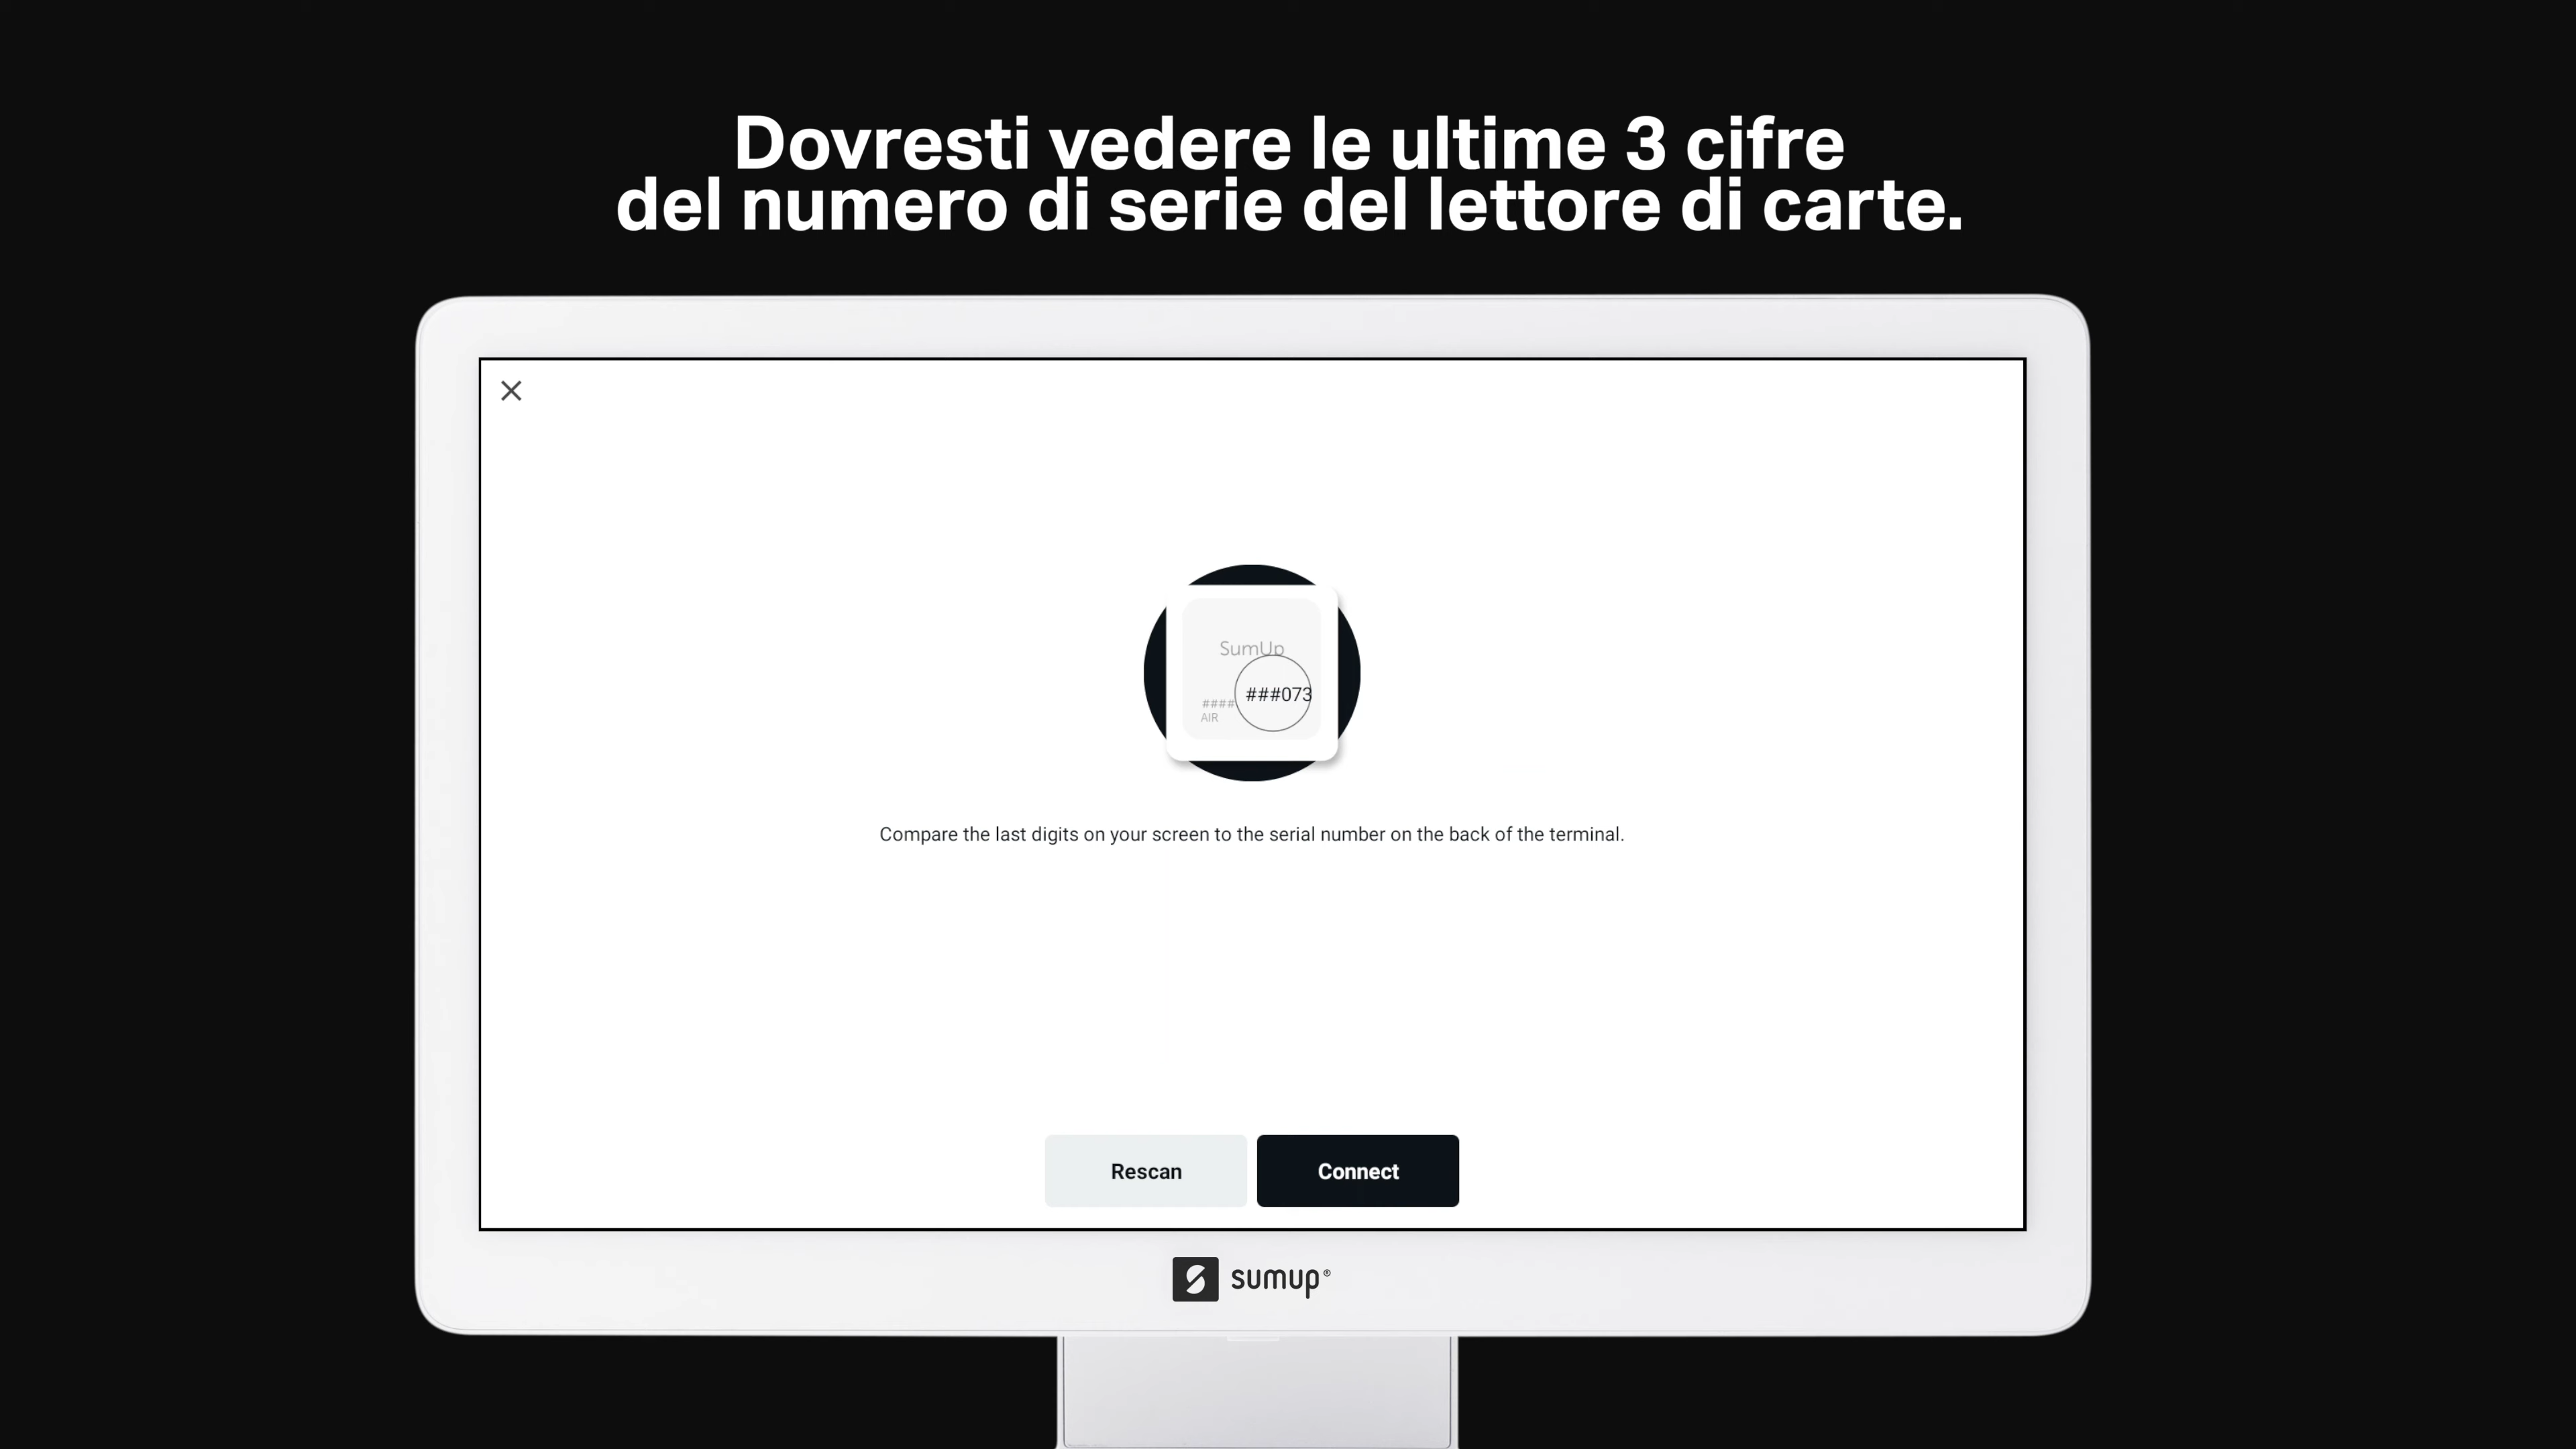 Dovresti vedere le ultime 3 cifre
del numero di serie del lettore di carte.
SumUp
###073
####
AIR
Compare the last digits on your screen to the serial number on the back of the terminal.
Rescan
Connect
sumup®